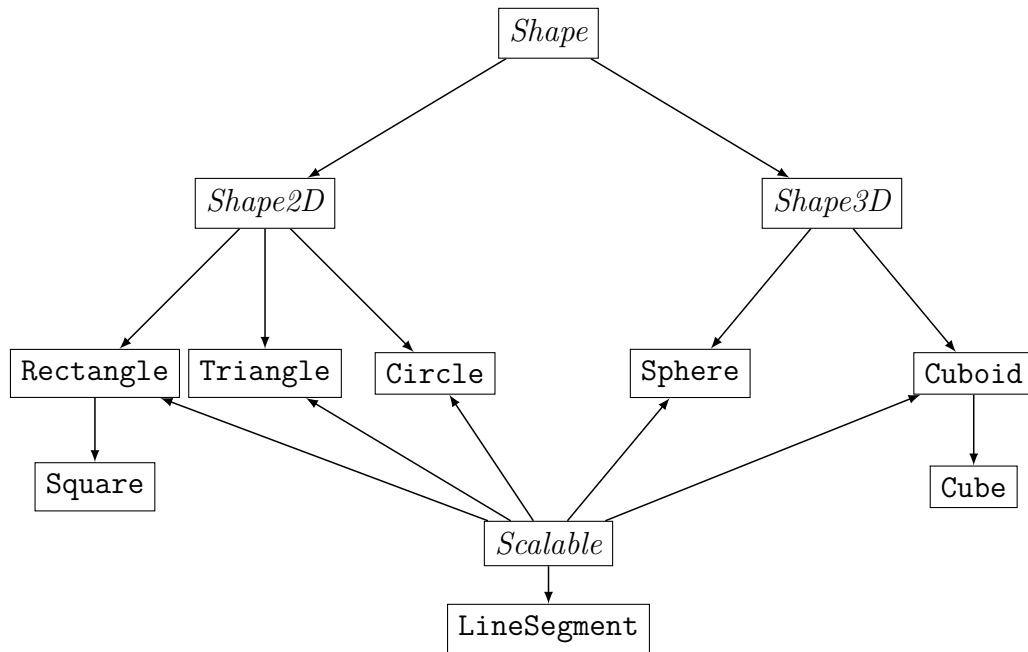 Shape
Shape2D
Shape3D
Rectangle
Triangle
Circle
Sphere
Cuboid
Square
Cube
Scalable
LineSegment